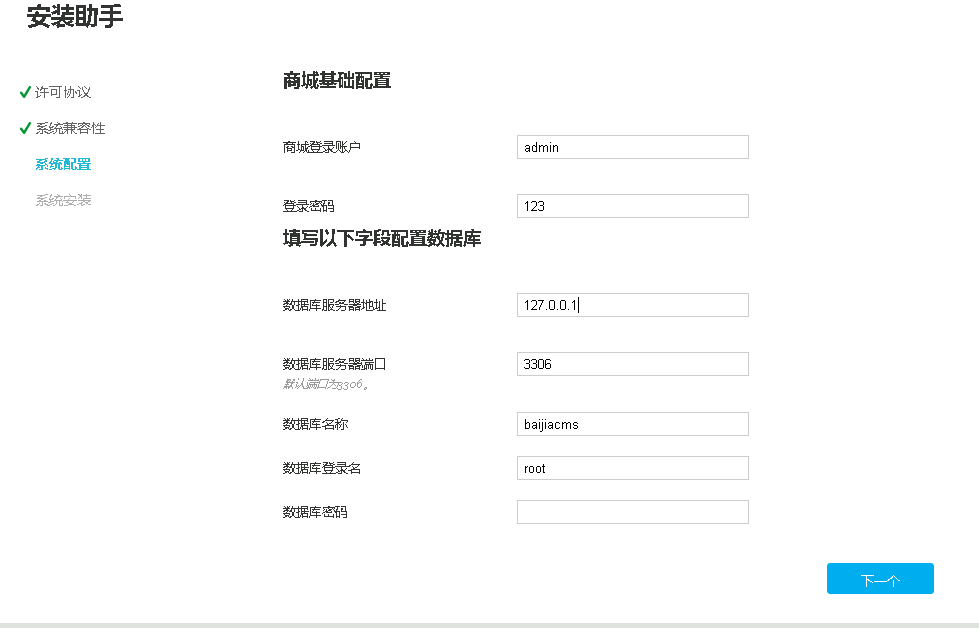 安装助手
许可协议
系统兼容性
系统配置
系统安装
商城基础配置
商城登录账户 admin
登录密码 123
填写以下字段配置数据库
数据库服务器地址 127.0.0.1
数据库服务器端口 3306
默认端口为3306。
数据库名称 baijiacms
数据库登录名 root
数据库密码
下一个